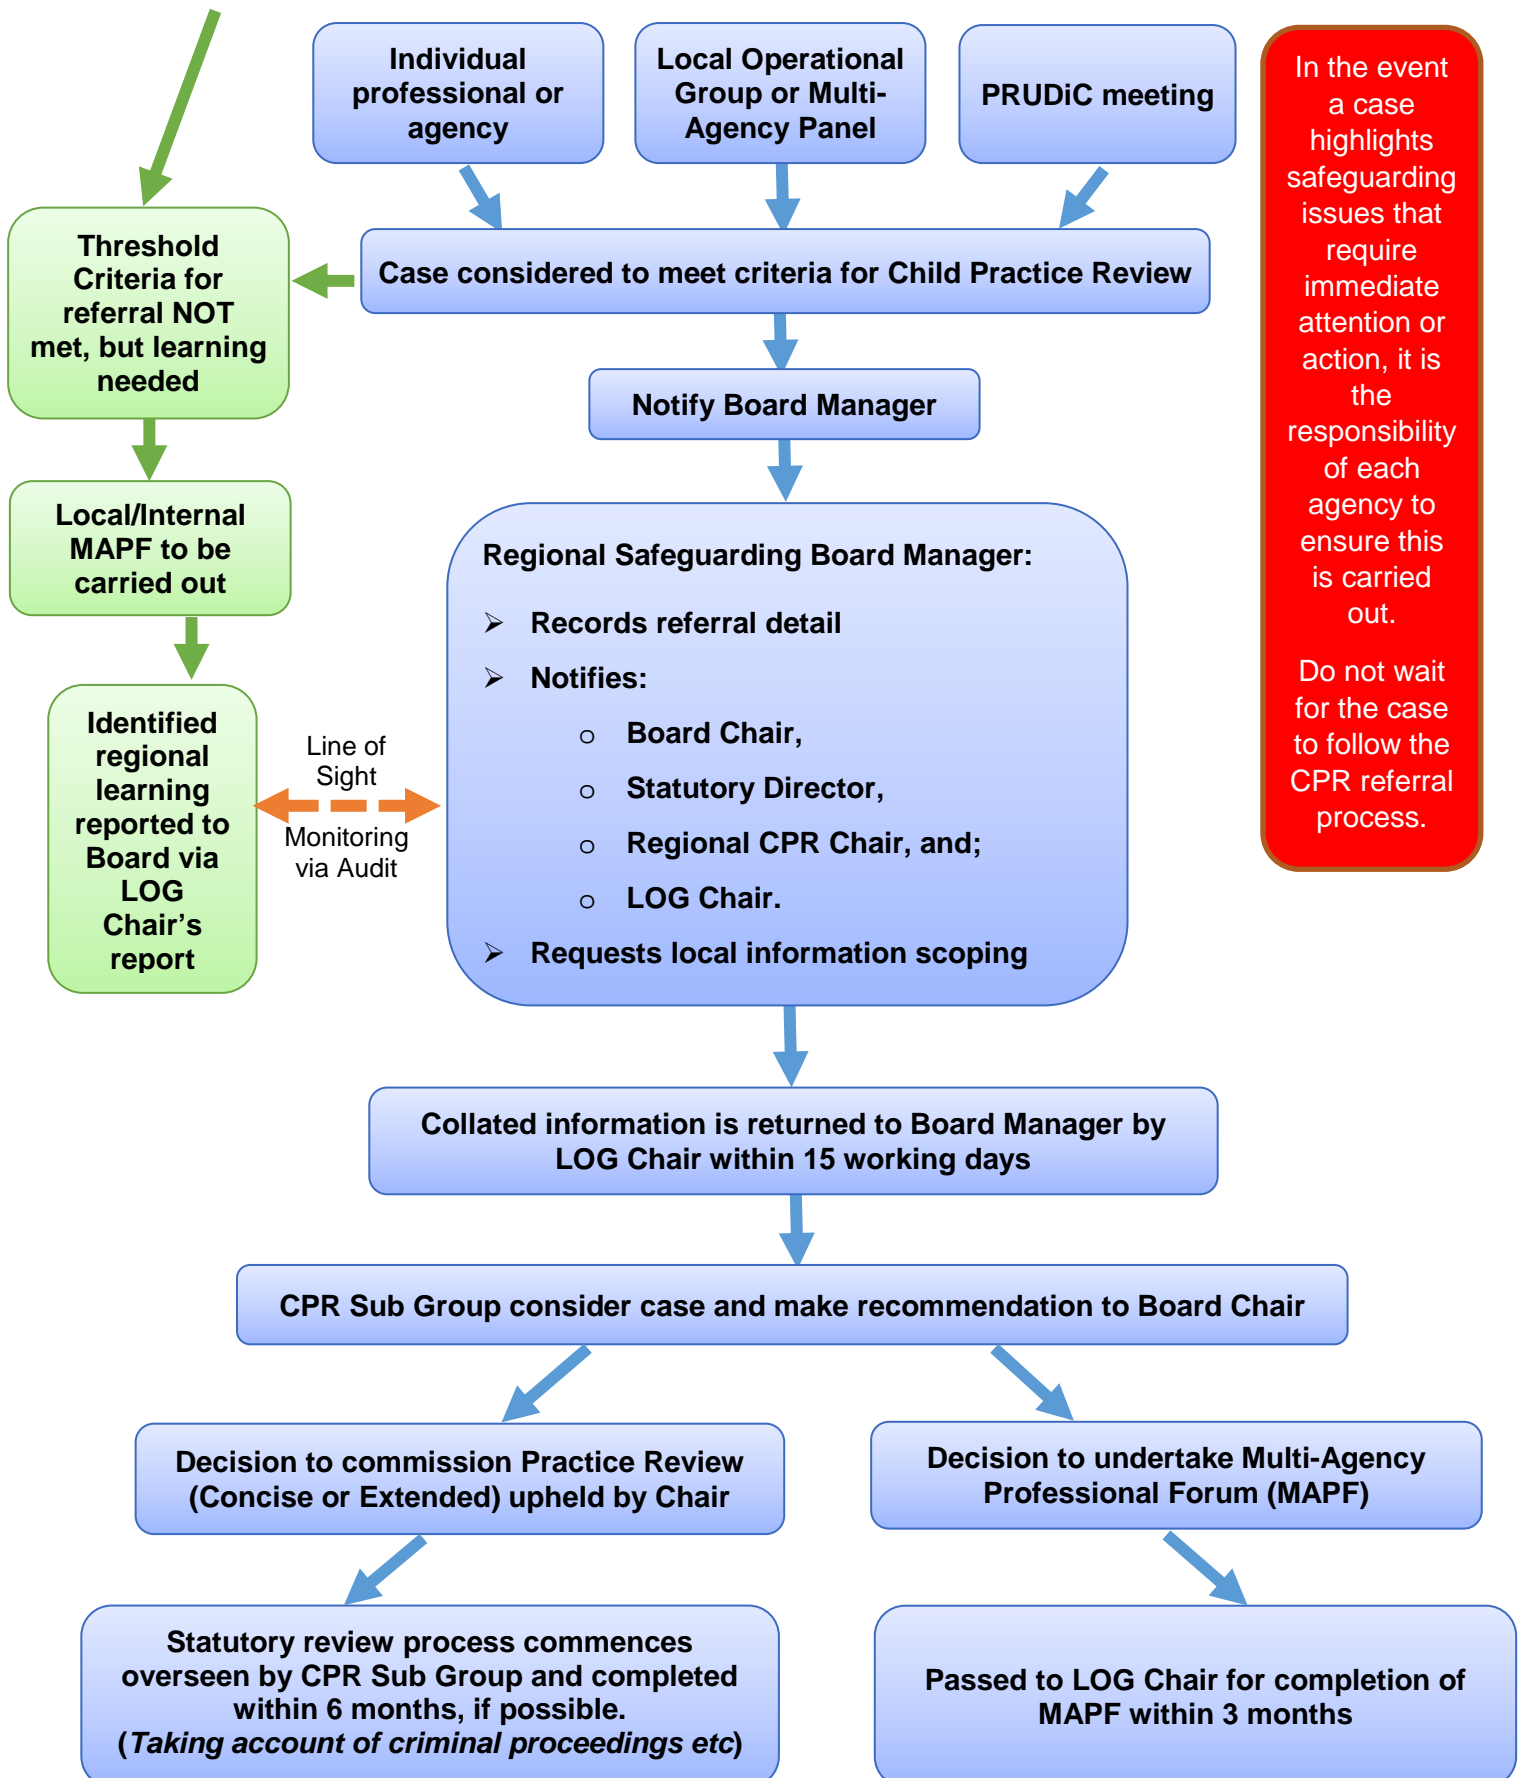 Individual
professional or
agency
Local Operational
Group or Multi-
Agency Panel
PRUDiC meeting
Case considered to meet criteria for Child Practice Review
Threshold
Criteria for
referral NOT
met, but learning
needed
Notify Board Manager
Local/Internal
MAPF to be
carried out
Identified
regional
learning
reported to
Board via
LOG
Chair’s
report
Line of
Sight
Monitoring
via Audit
Regional Safeguarding Board Manager:
➢ Records referral detail
➢ Notifies:
o Board Chair,
o Statutory Director,
o Regional CPR Chair, and;
o LOG Chair.
➢ Requests local information scoping
In the event
a case
highlights
safeguarding
issues that
require
immediate
attention or
action, it is
the
responsibility
of each
agency to
ensure this
is carried
out.
Do not wait
for the case
to follow the
CPR referral
process.
Collated information is returned to Board Manager by
LOG Chair within 15 working days
CPR Sub Group consider case and make recommendation to Board Chair
Decision to commission Practice Review
(Concise or Extended) upheld by Chair
Decision to undertake Multi-Agency
Professional Forum (MAPF)
Statutory review process commences
overseen by CPR Sub Group and completed
within 6 months, if possible.
(Taking account of criminal proceedings etc)
Passed to LOG Chair for completion of
MAPF within 3 months